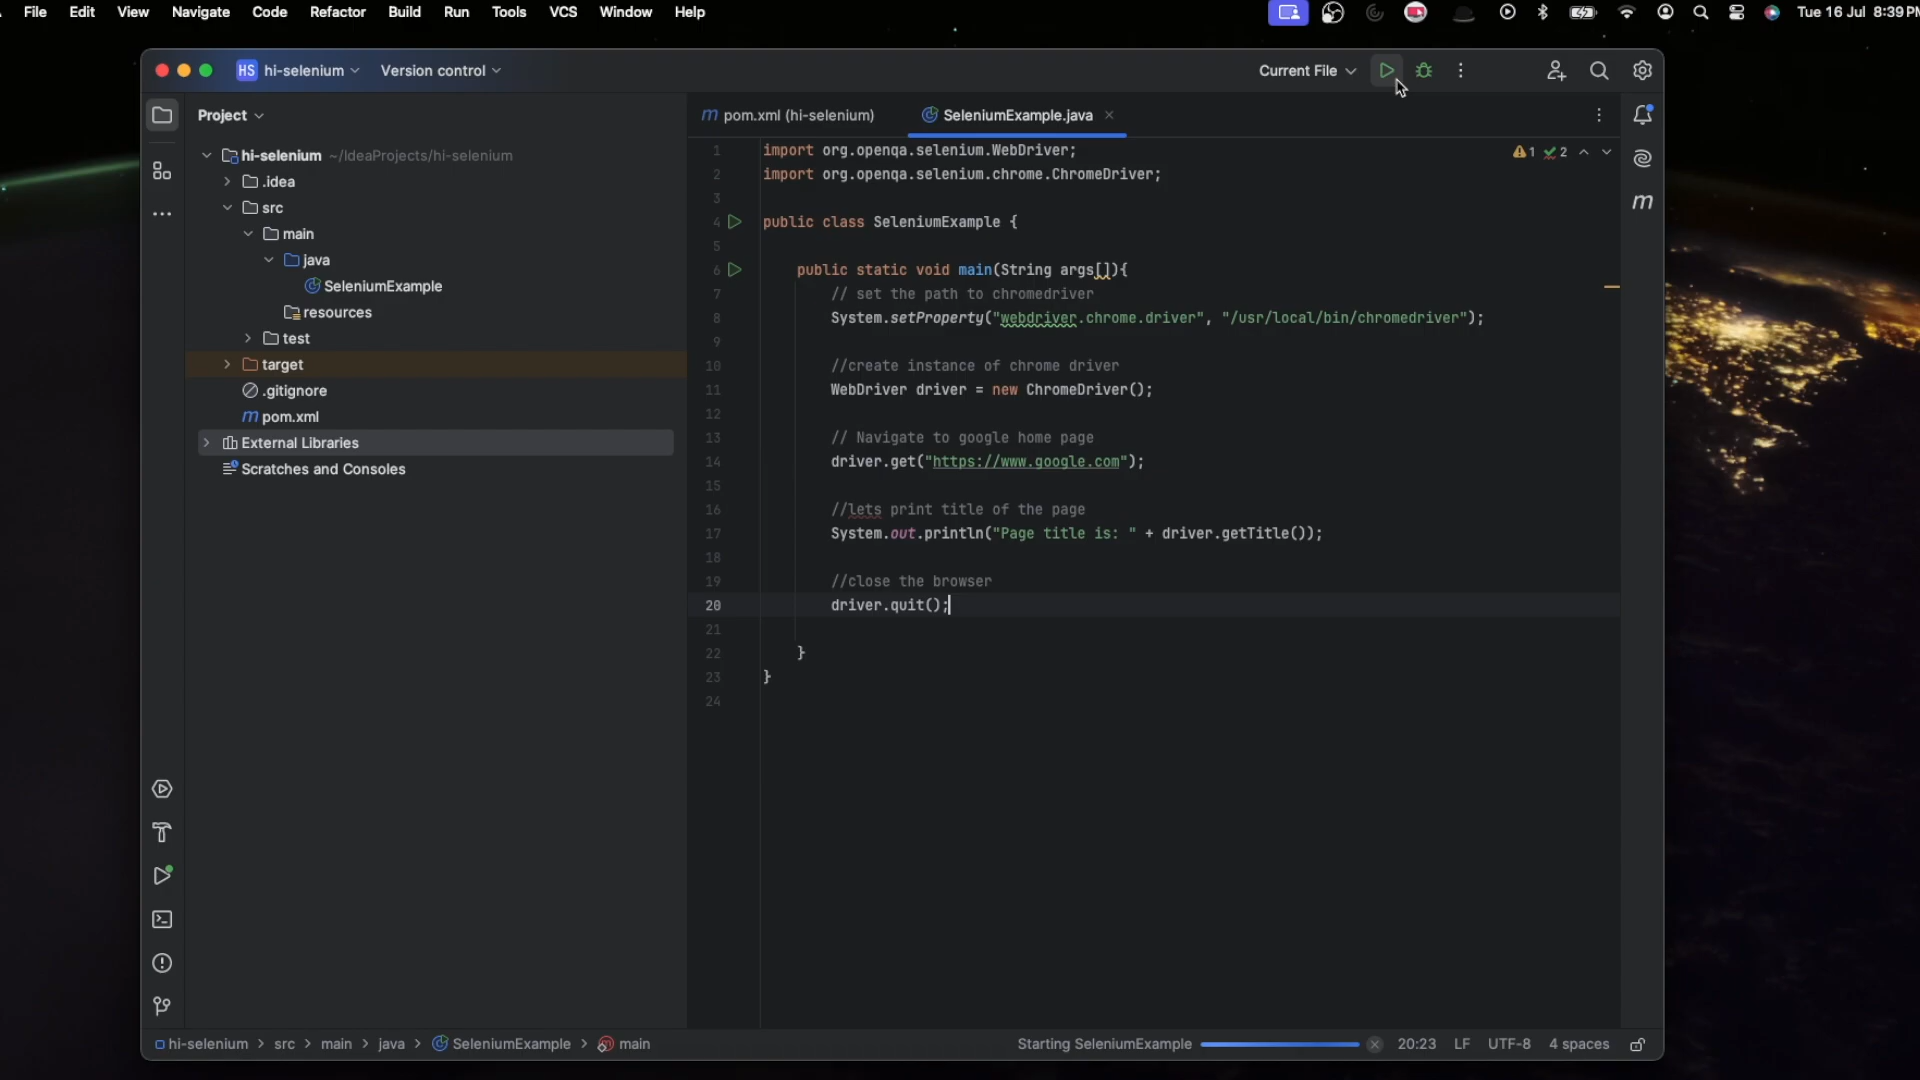 File Edit View Navigate Code Refactor Build Run Tools VCS Window Help
Tue 16 Jul 8:39PM
HS hi-selenium Version control
Current File
Project
pom.xml (hi-selenium)
SeleniumExample.java
hi-selenium ~/IdeaProjects/hi-selenium
.idea
src
main
java
SeleniumExample
resources
test
target
.gitignore
pom.xml
External Libraries
Scratches and Consoles
1 import org.openqa.selenium.WebDriver;
1 2
2 import org.openqa.selenium.chrome.ChromeDriver;
3
4 public class SeleniumExample {
5
6 public static void main(String args[]){
7 // set the path to chromedriver
8 System.setProperty("webdriver.chrome.driver", "/usr/local/bin/chromedriver");
9
10 //create instance of chrome driver
11 WebDriver driver = new ChromeDriver();
12
13 // Navigate to google home page
14 driver.get("https://www.google.com");
15
16 //lets print title of the page
17 System.out.println("Page title is: " + driver.getTitle());
18
19 //close the browser
20 driver.quit();
21
22 }
23 }
24
hi-selenium > src > main > java > SeleniumExample > main
Starting SeleniumExample 20:23 LF UTF-8 4 spaces